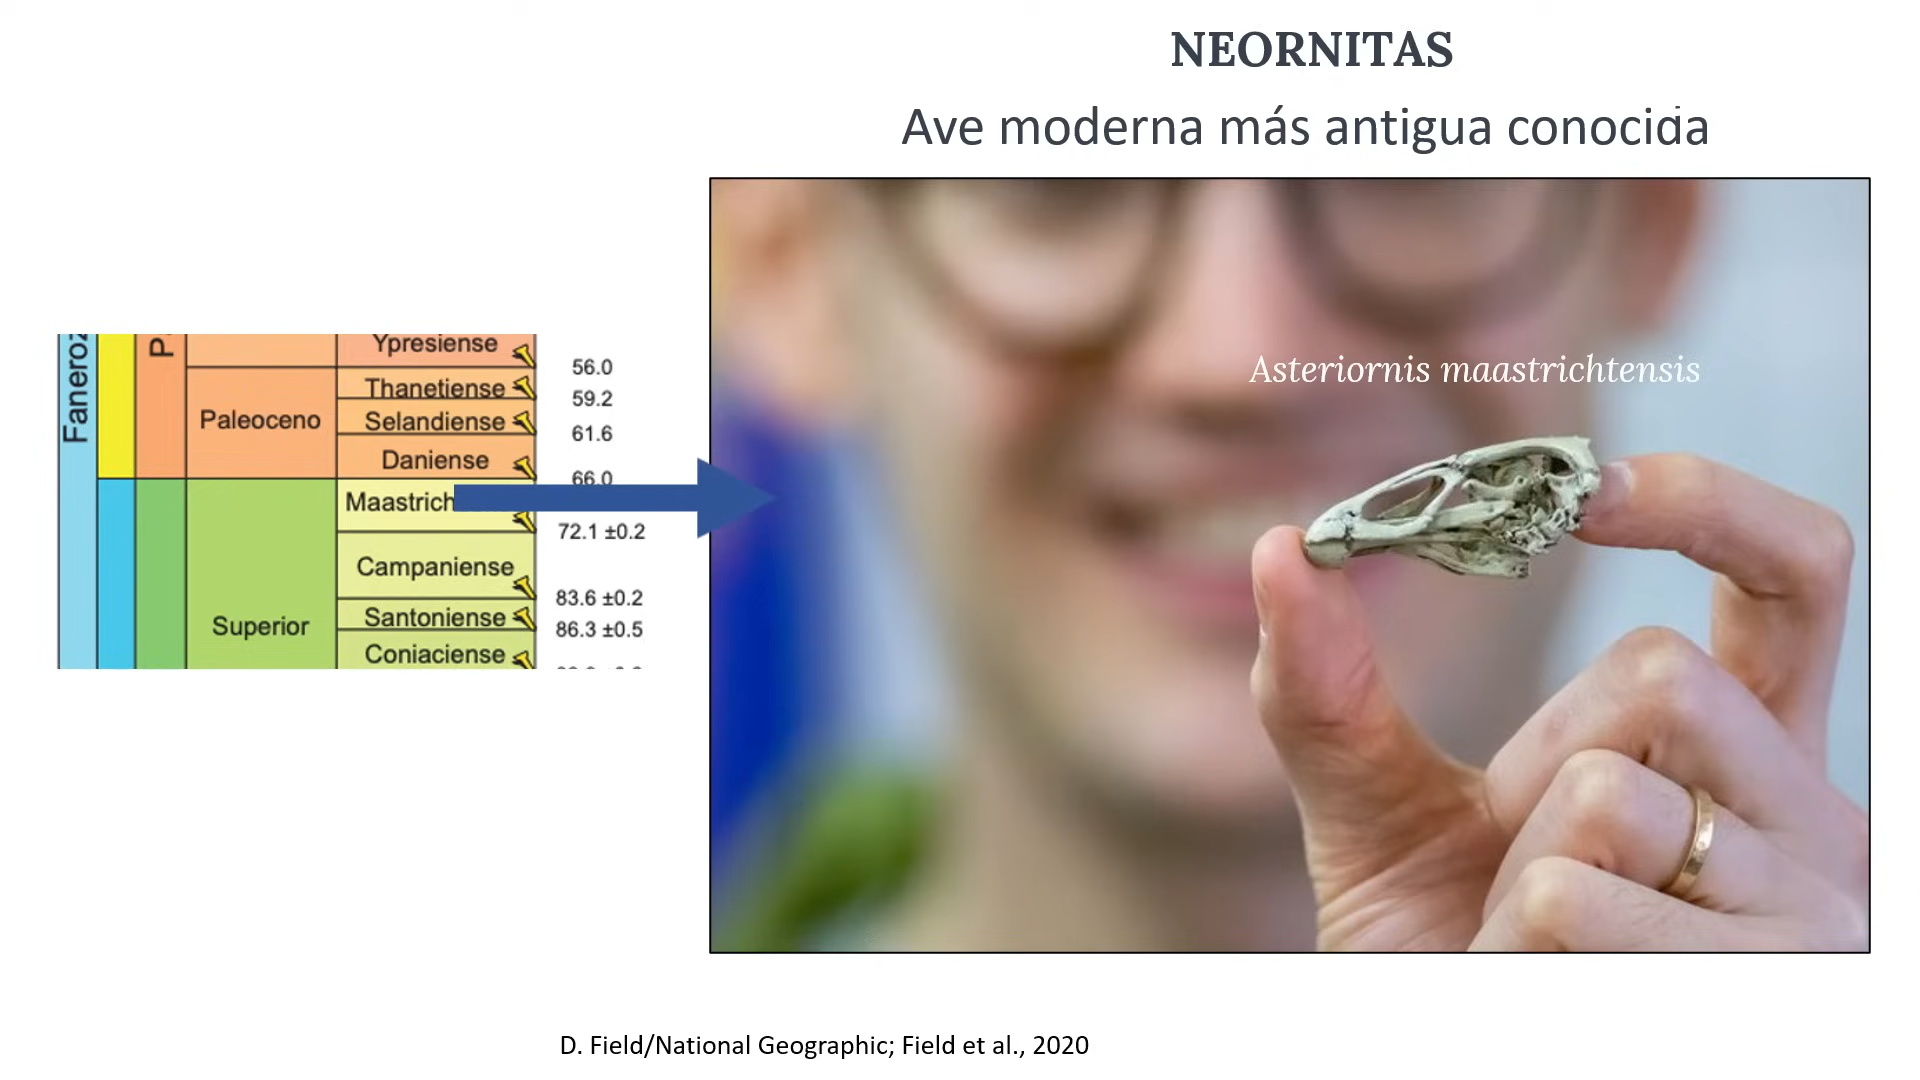 NEORNITAS
Ave moderna más antigua conocida
Ypresiense
56.0
Thanetiense
59.2
Paleoceno
Selandiense
61.6
Daniense
66.0
Maastrich
72.1 ±0.2
Campaniense
83.6 ±0.2
Superior
Santoniense
86.3 ±0.5
Coniaciense
Faneroz
P
Asteriornis maastrichtensis
D. Field/National Geographic; Field et al., 2020